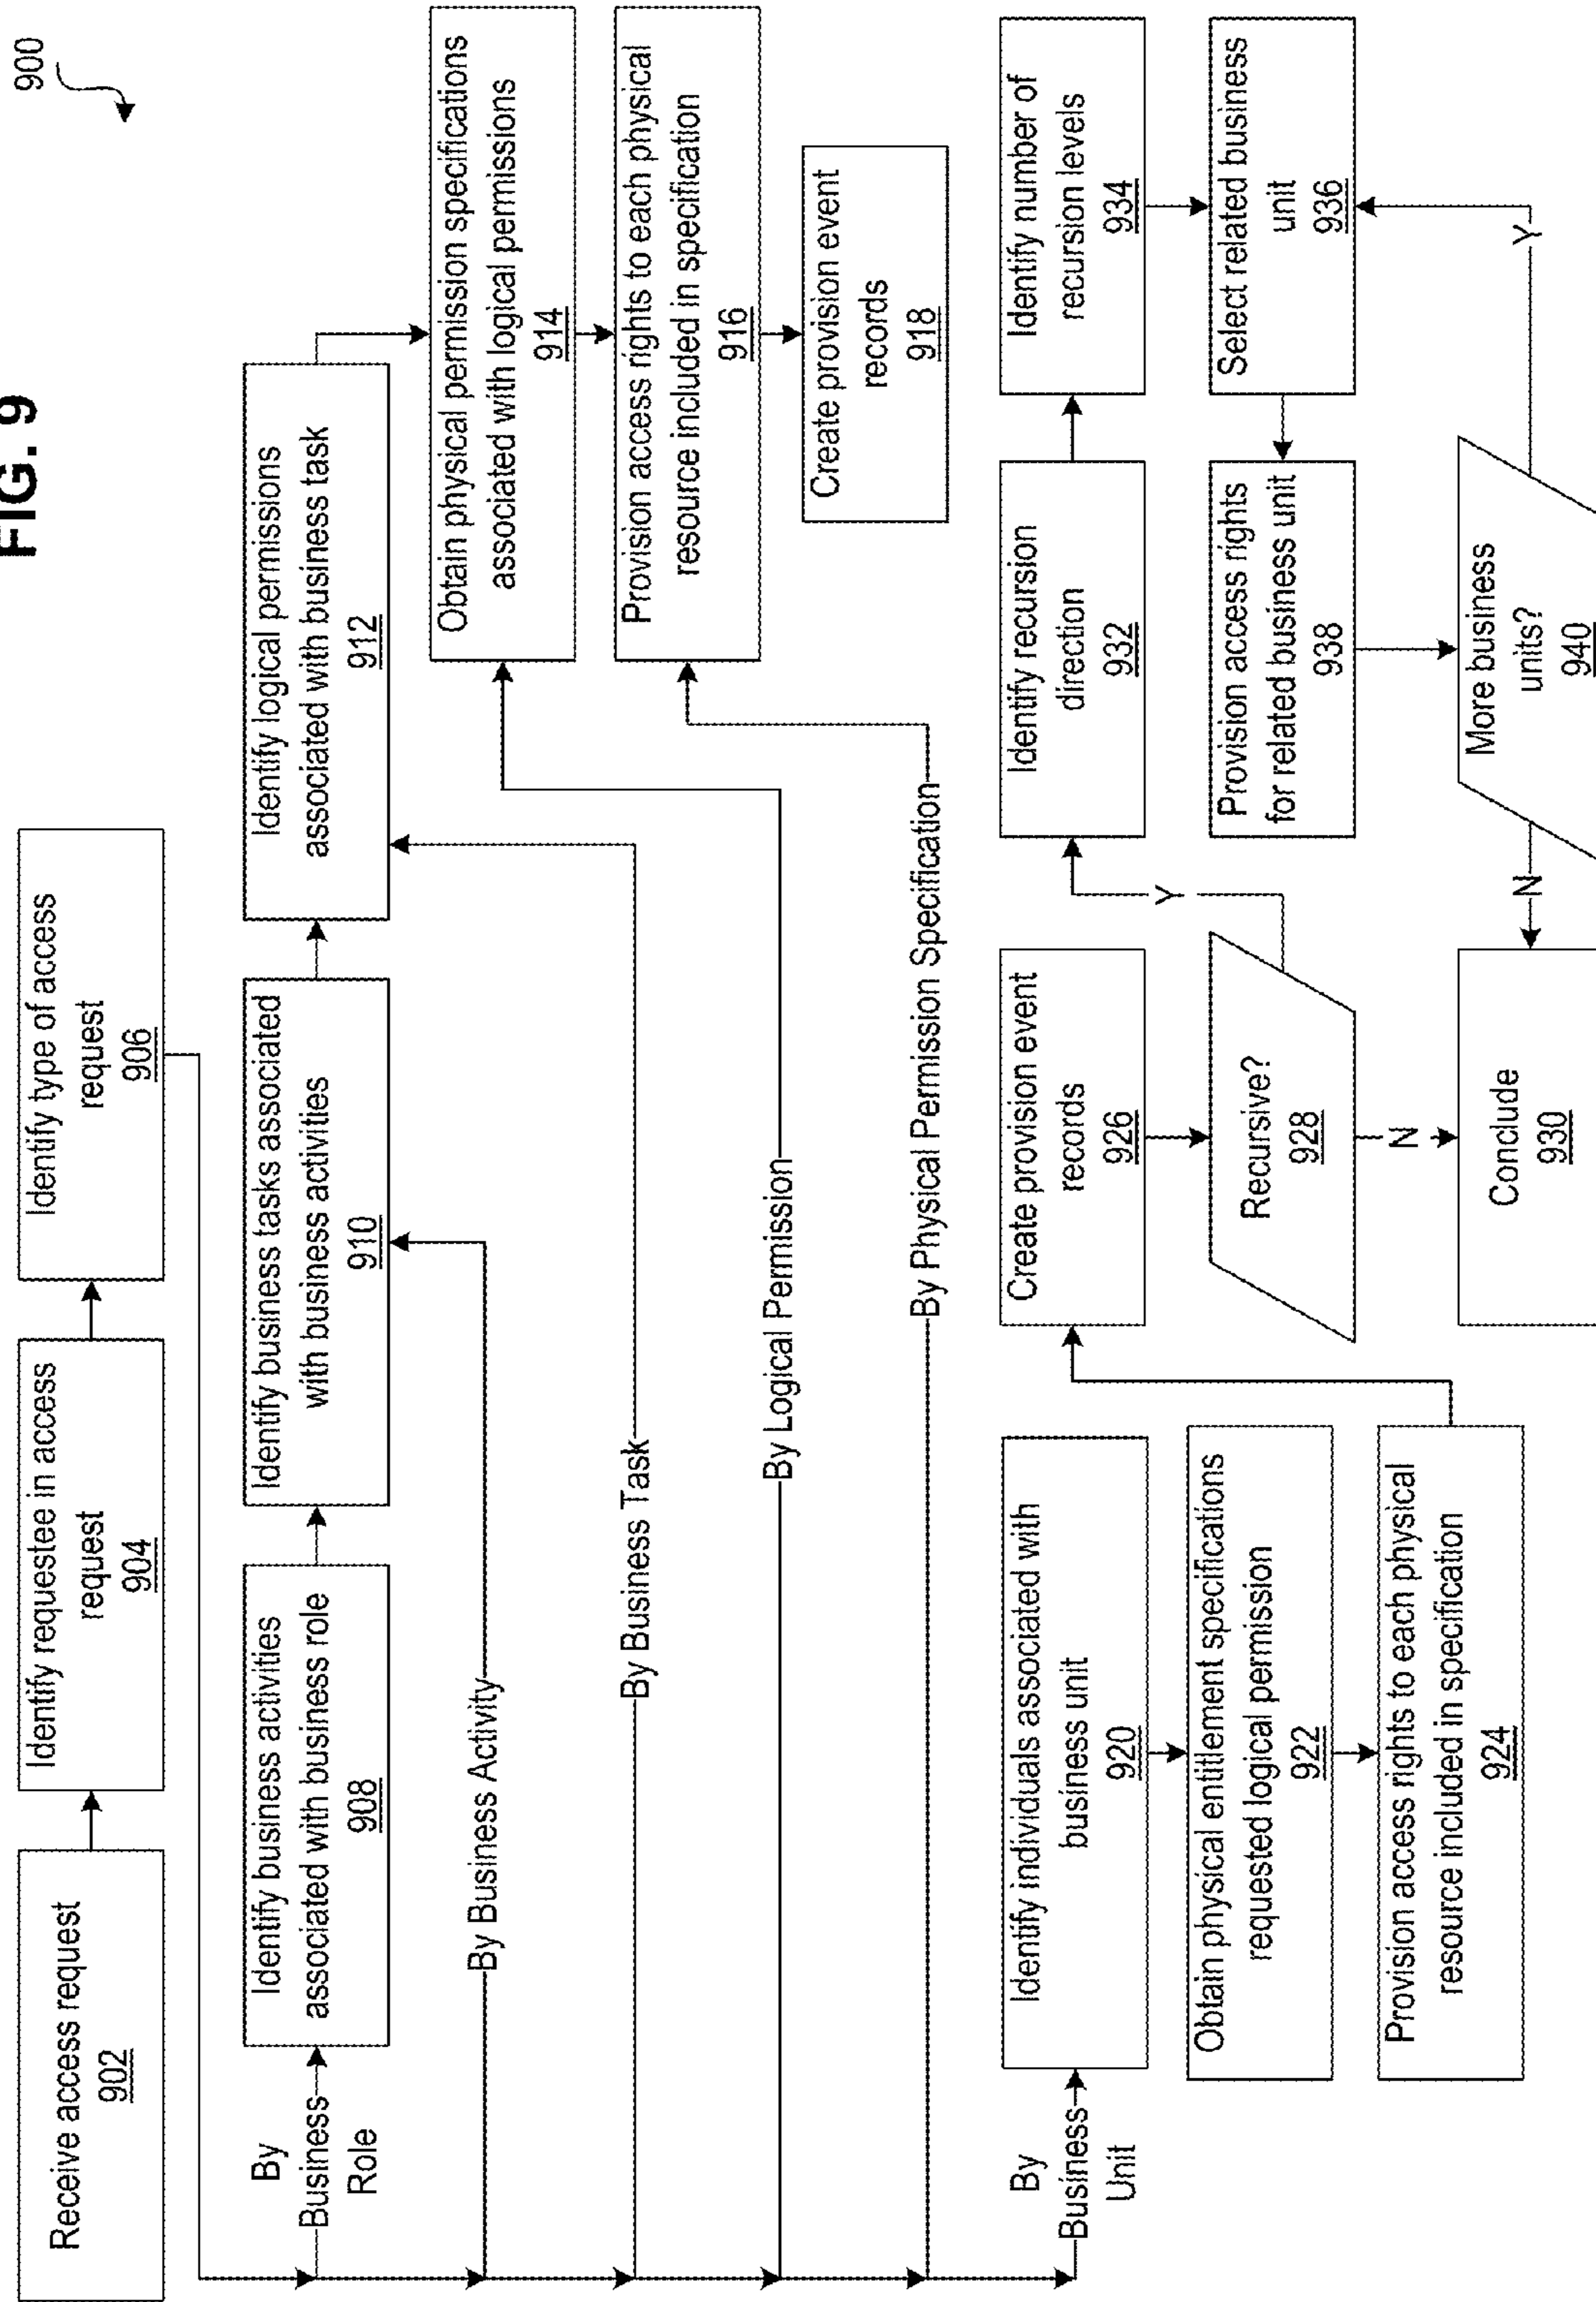 FIG. 9
900
Receive access request
902
Identify requestee in access
request
904
Identify type of access
request
906
By
Business
Role
Identify business activities
associated with business role
908
Identify business tasks associated
with business activities
910
Identify logical permissions
associated with business task
912
By Business Activity
By Business Task
By Logical Permission
By Physical Permission Specification
Obtain physical permission specifications
associated with logical permissions
914
Provision access rights to each physical
resource included in specification
916
Create provision event
records
918
By
Business
Unit
Identify individuals associated with
business unit
920
Obtain physical entitlement specifications
requested logical permission
922
Provision access rights to each physical
resource included in specification
924
Create provision event
records
926
Recursive?
928
Y
N
Conclude
930
Identify recursion
direction
932
Identify number of
recursion levels
934
Select related business
unit
936
Provision access rights
for related business unit
938
More business
units?
940
N
Y